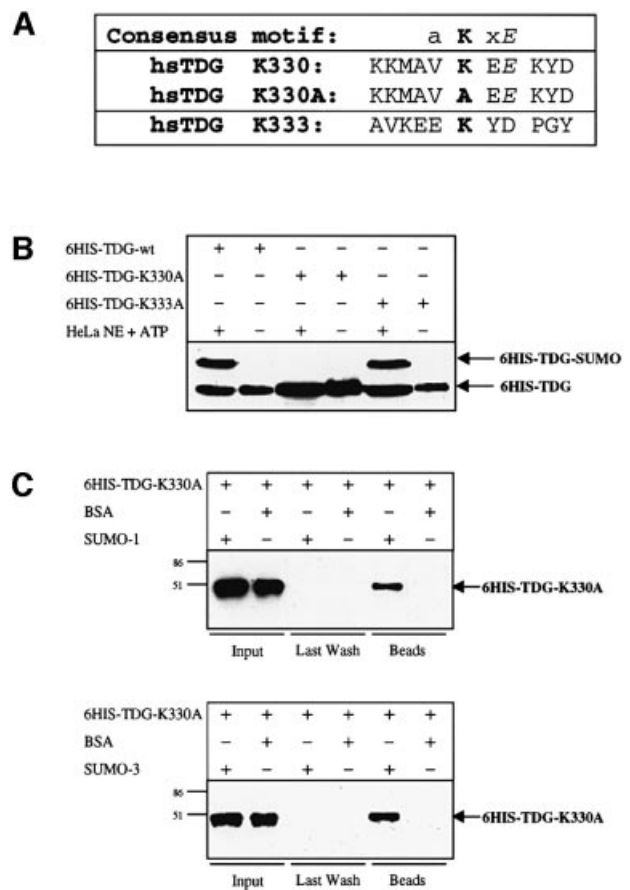 A
Consensus motif: a K xE
hsTDG K330: KKMAV K EE KYD
hsTDG K330A: KKMAV A EE KYD
hsTDG K333: AVKEE K YD PGY
B
6HIS-TDG-wt + + – – – –
6HIS-TDG-K330A – – + + – –
6HIS-TDG-K333A – – – – + +
HeLa NE + ATP + – + – + –
6HIS-TDG-SUMO
6HIS-TDG
C
6HIS-TDG-K330A + + + + + +
BSA – + – + – +
SUMO-1 + – + – + –
86
51
6HIS-TDG-K330A
Input Last Wash Beads
6HIS-TDG-K330A + + + + + +
BSA – + – + – +
SUMO-3 + – + – + –
86
51
6HIS-TDG-K330A
Input Last Wash Beads